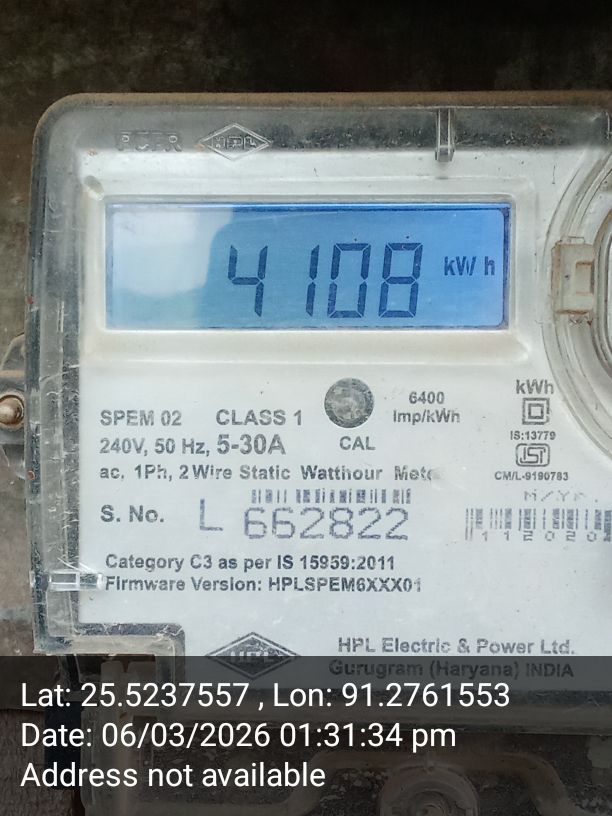 HPL
4108 kW h
6400
Imp/kWh
kWh
SPEM 02 CLASS 1
240V, 50 Hz, 5-30A
CAL
IS:13779
ISI
CM/L-9190783
ac, 1Ph, 2 Wire Static Watthour
M/YR.
S. No. L 662822
Category C3 as per IS 15959:2011
Firmware Version: HPLSPEM6XXX01
HPL
HPL Electric & Power Ltd.
Gurugram (Haryana) INDIA
Lat: 25.5237557 , Lon: 91.2761553
Date: 06/03/2026 01:31:34 pm
Address not available